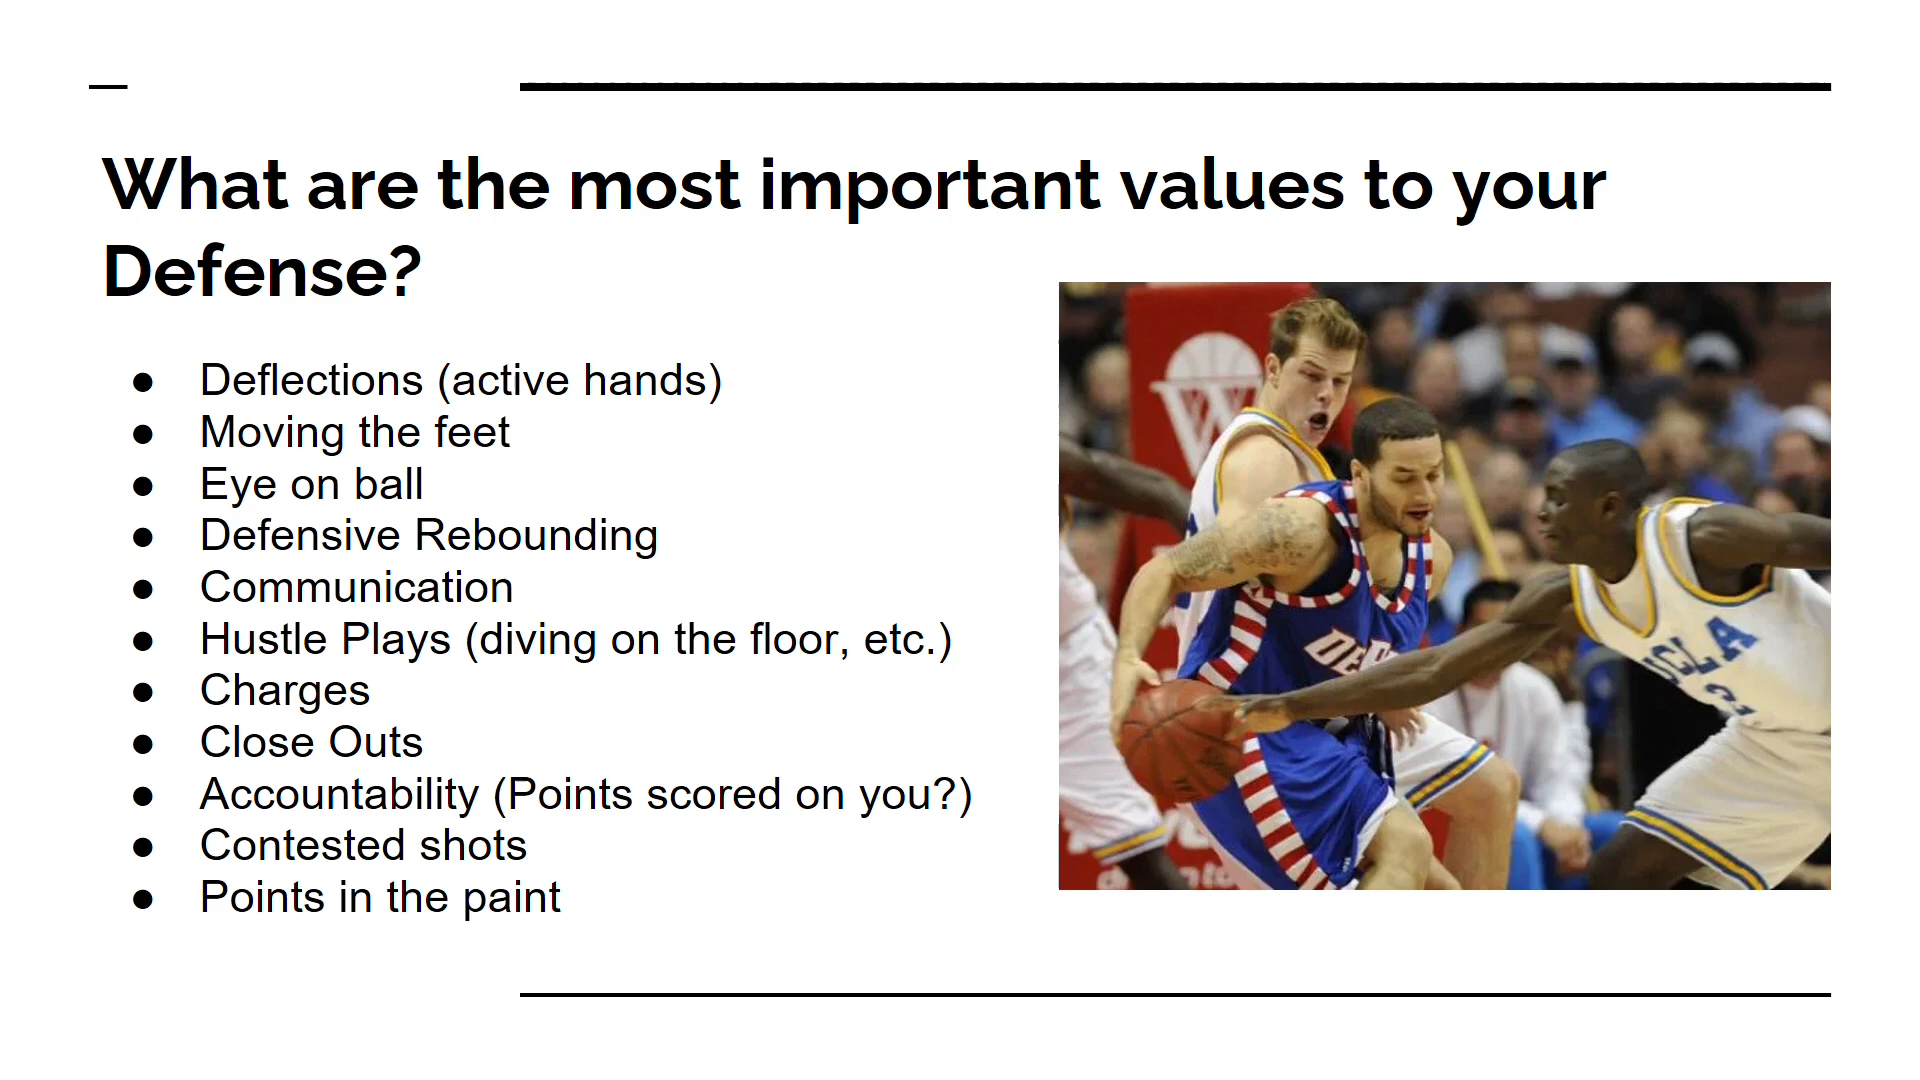 What are the most important values to your
Defense?
● Deflections (active hands)
● Moving the feet
● Eye on ball
● Defensive Rebounding
● Communication
● Hustle Plays (diving on the floor, etc.)
● Charges
● Close Outs
● Accountability (Points scored on you?)
● Contested shots
● Points in the paint
UCLA